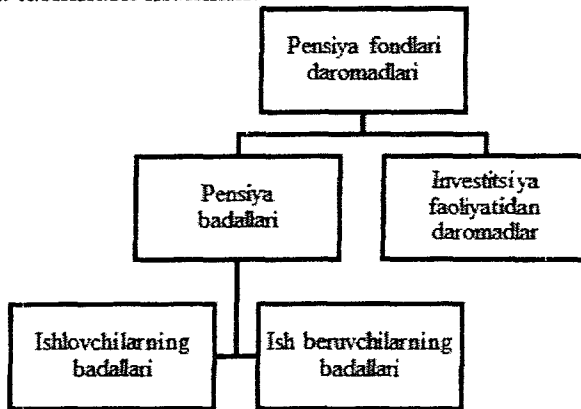 Pensiya fondlari
daromadlari
Pensiya
badallari
Investitsiya
faoliyatidan
daromadlar
Ishlovchilarning
badallari
Ish beruvchilarning
badallari